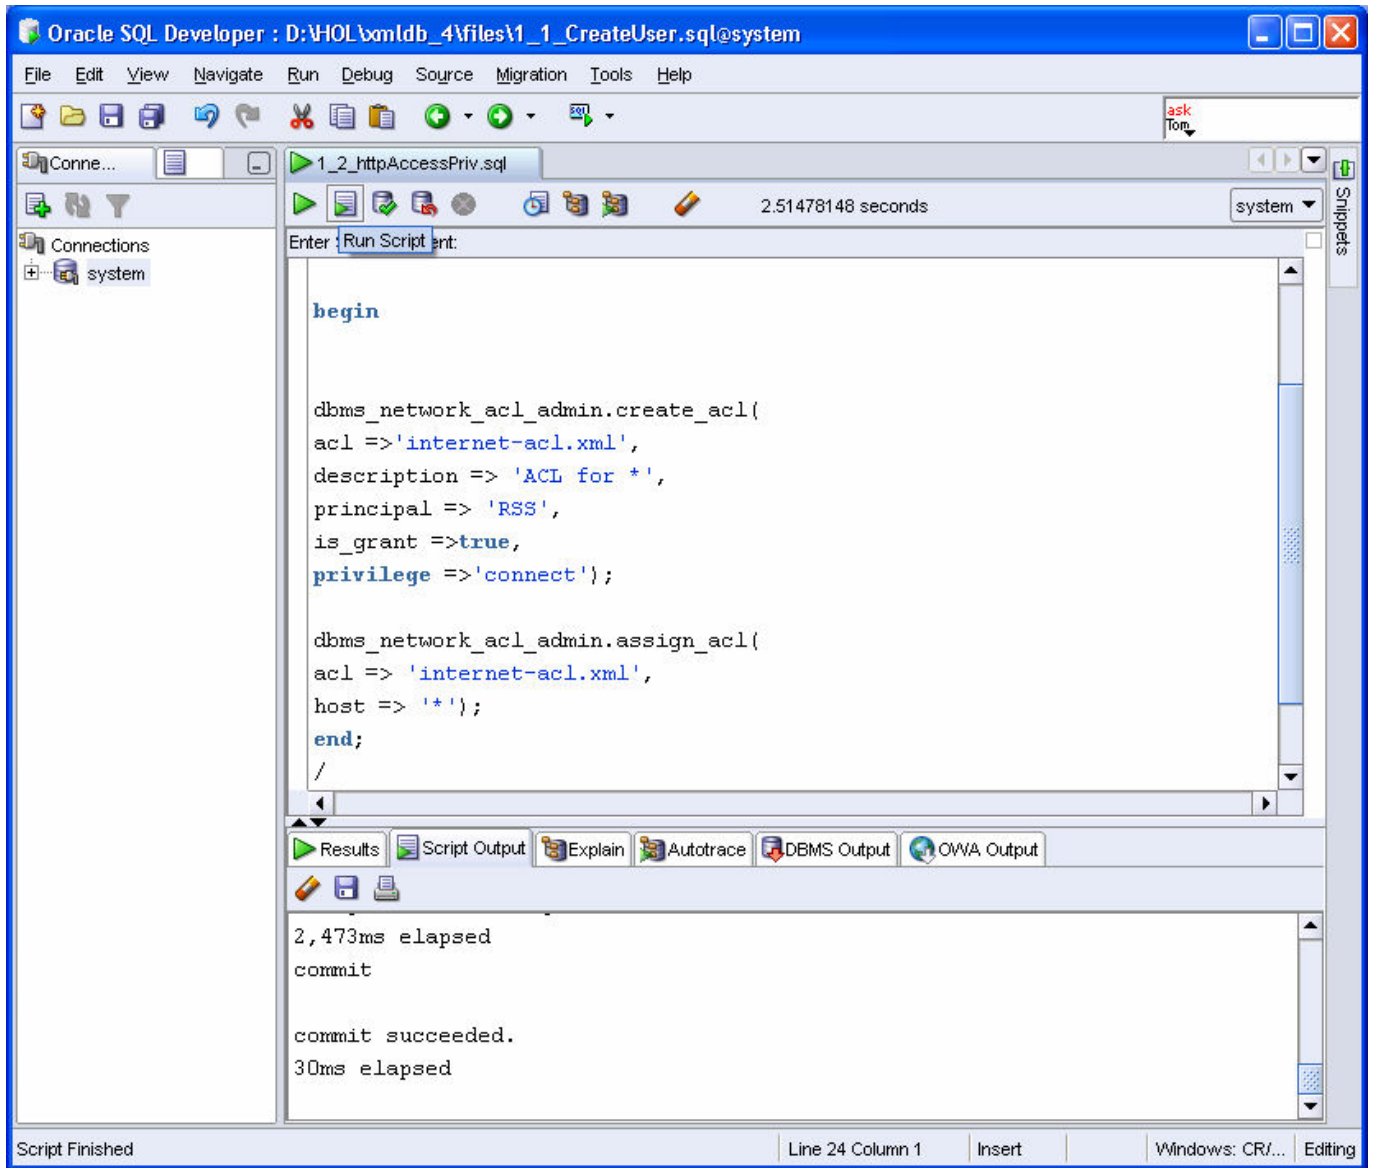 Oracle SQL Developer : D:\HOL\xmldb_4\files\1_1_CreateUser.sql@system
File Edit View Navigate Run Debug Source Migration Tools Help
ask
Tom
Conne...
1_2_httpAccessPriv.sql
2.51478148 seconds
system
Snippets
Enter
Run Script
ent:
Connections
system
begin
dbms_network_acl_admin.create_acl(
acl =>'internet-acl.xml',
description => 'ACL for *',
principal => 'RSS',
is_grant =>true,
privilege =>'connect');
dbms_network_acl_admin.assign_acl(
acl => 'internet-acl.xml',
host => '*');
end;
/
Results Script Output Explain Autotrace DBMS Output OWA Output
2,473ms elapsed
commit
commit succeeded.
30ms elapsed
Script Finished Line 24 Column 1 Insert Windows: CR/... Editing